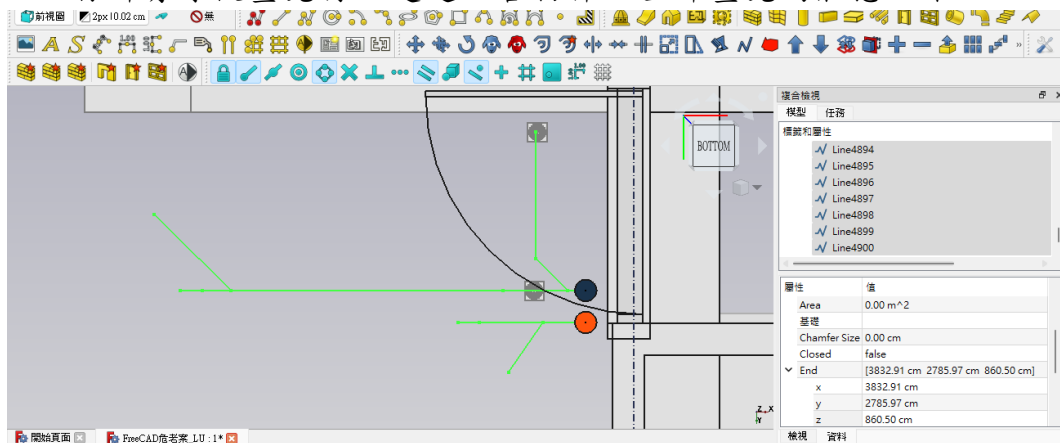 前視圖 2px | 0.02 cm 無
複合檢視
模型 任務
標籤和屬性
Line4894
Line4895
Line4896
Line4897
Line4898
Line4899
Line4900
BOTTOM
屬性 值
Area 0.00 m^2
基礎
Chamfer Size 0.00 cm
Closed false
End [3832.91 cm 2785.97 cm 860.50 cm]
x 3832.91 cm
y 2785.97 cm
z 860.50 cm
Z X
Y
開始頁面 FreeCAD危老案_LU : 1*
檢視 資料